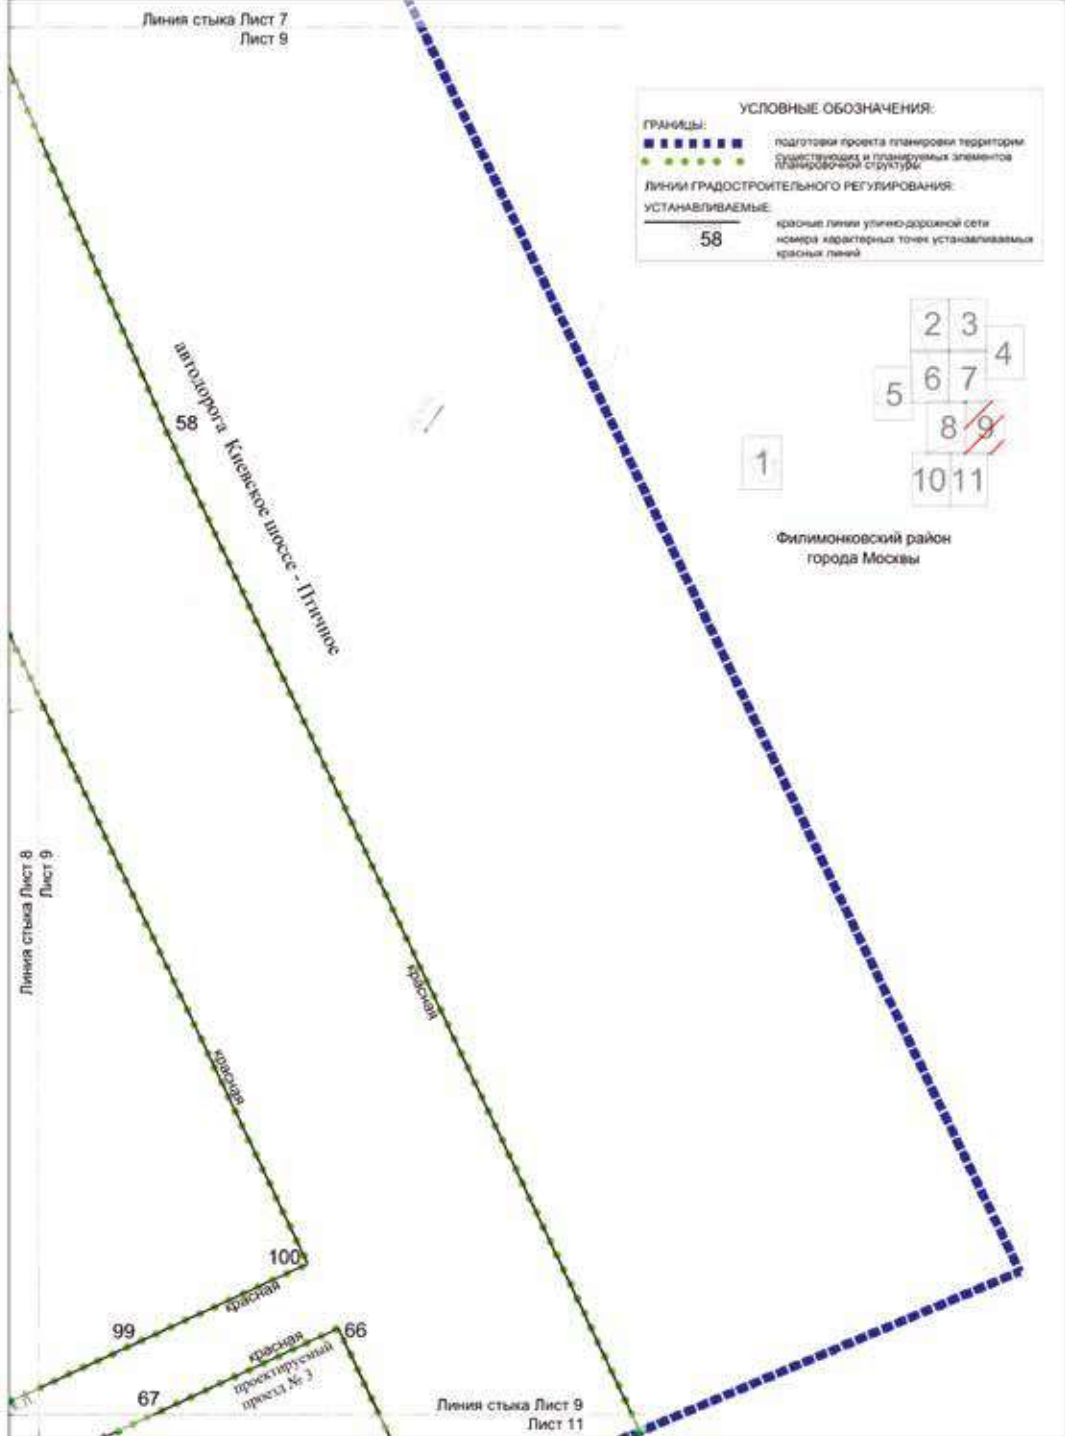 Линия стыка Лист 7
Лист 9
УСЛОВНЫЕ ОБОЗНАЧЕНИЯ:
ГРАНИЦЫ:
подготовки проекта планировки территории
существующих и планируемых элементов
планировочной структуры
ЛИНИИ ГРАДОСТРОИТЕЛЬНОГО РЕГУЛИРОВАНИЯ:
УСТАНАВЛИВАЕМЫЕ:
красные линии улично-дорожной сети
58
номера характерных точек устанавливаемых
красных линий
2 3
4
5 6 7
8 9
1
10 11
Филимонковский район
города Москвы
автодорога Киевское шоссе - Птичное
58
Линия стыка Лист 8
Лист 9
красная
красная
100
красная
99
66
красная
проектируемый
проезд № 3
67
Линия стыка Лист 9
Лист 11